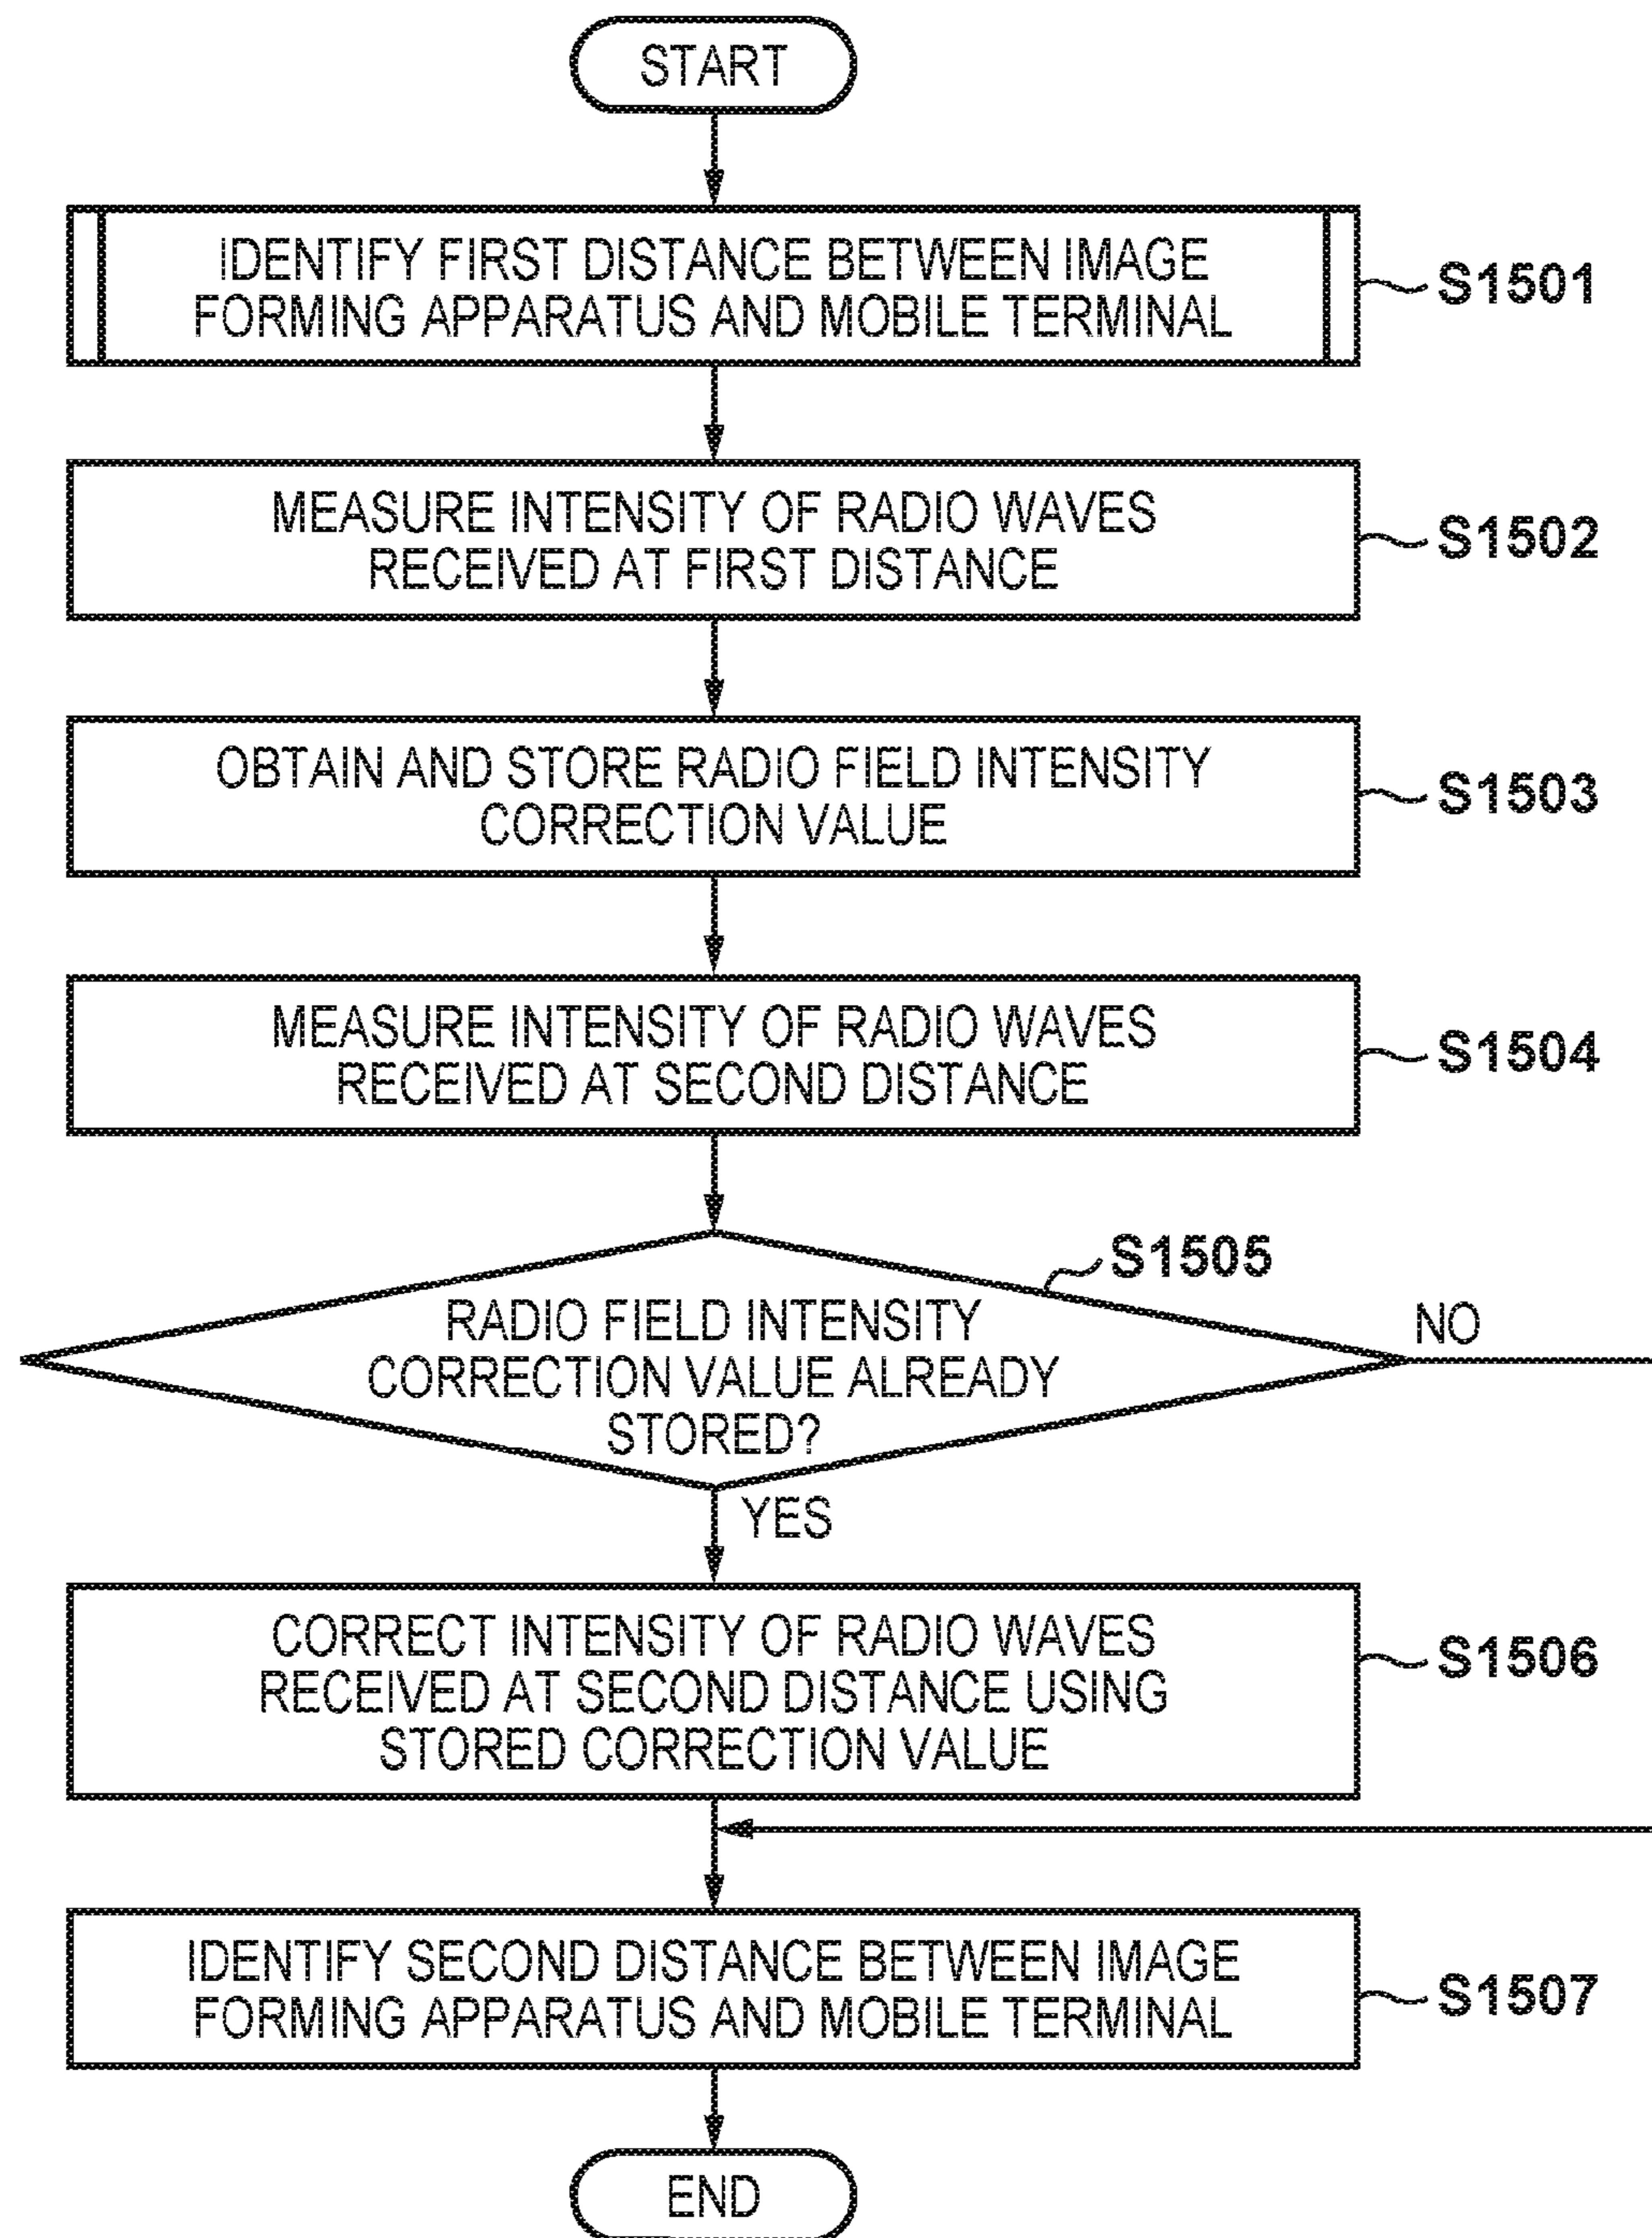 START
IDENTIFY FIRST DISTANCE BETWEEN IMAGE
FORMING APPARATUS AND MOBILE TERMINAL
S1501
MEASURE INTENSITY OF RADIO WAVES
RECEIVED AT FIRST DISTANCE
S1502
OBTAIN AND STORE RADIO FIELD INTENSITY
CORRECTION VALUE
S1503
MEASURE INTENSITY OF RADIO WAVES
RECEIVED AT SECOND DISTANCE
S1504
S1505
RADIO FIELD INTENSITY
CORRECTION VALUE ALREADY
STORED?
NO
YES
CORRECT INTENSITY OF RADIO WAVES
RECEIVED AT SECOND DISTANCE USING
STORED CORRECTION VALUE
S1506
IDENTIFY SECOND DISTANCE BETWEEN IMAGE
FORMING APPARATUS AND MOBILE TERMINAL
S1507
END